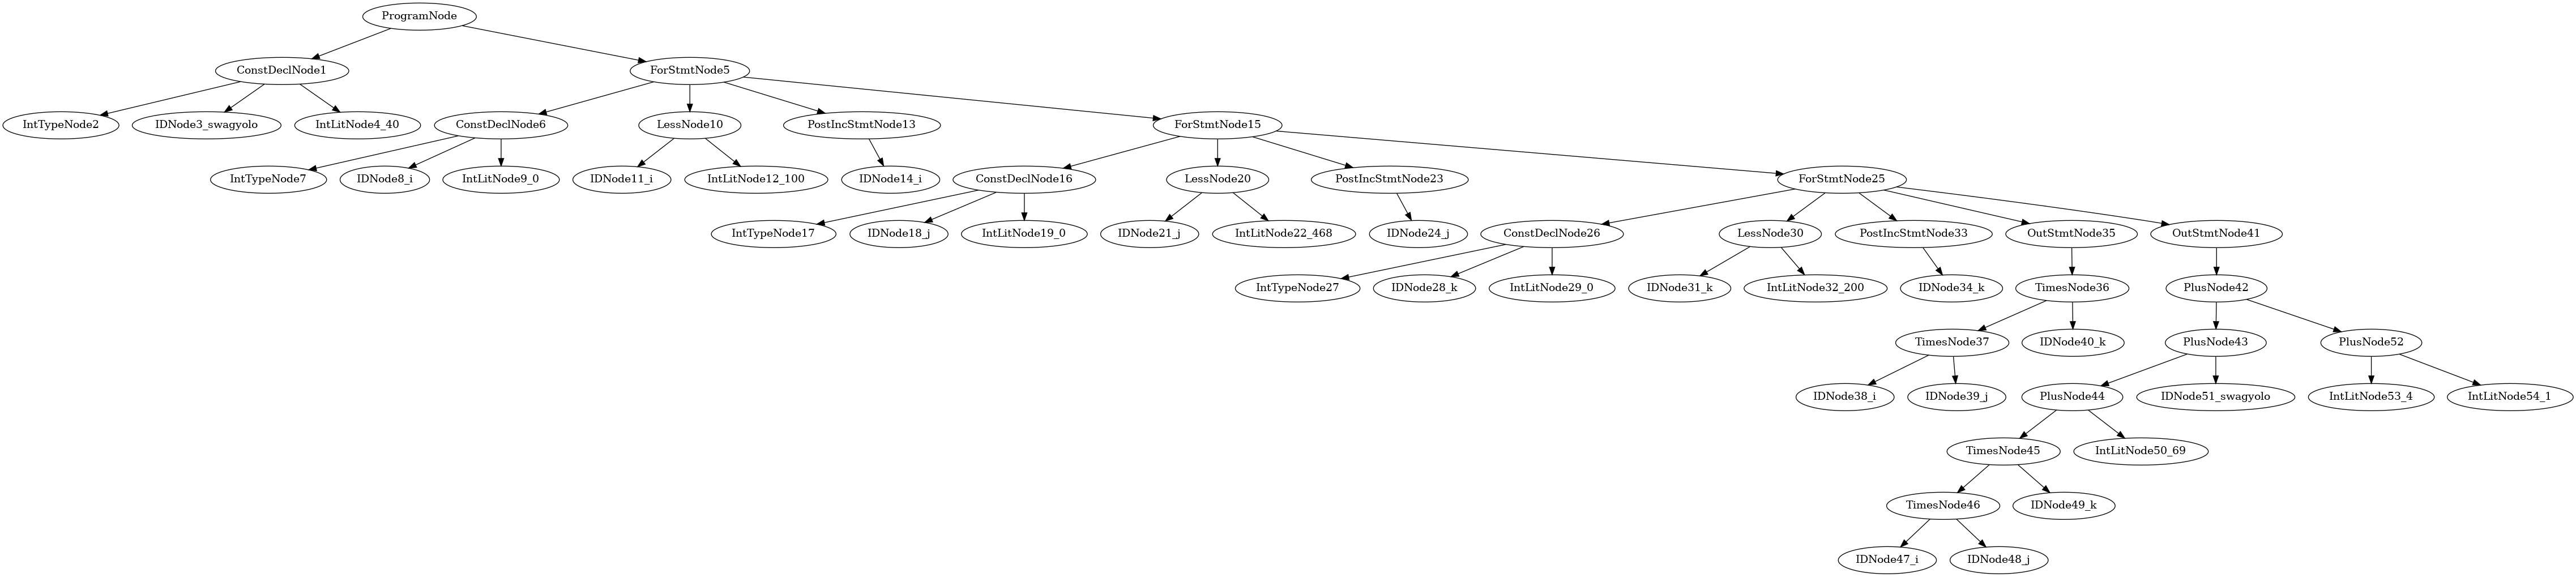 ProgramNode
ConstDeclNode1
ForStmtNode5
IntTypeNode2
IDNode3_swagyolo
IntLitNode4_40
ConstDeclNode6
LessNode10
PostIncStmtNode13
ForStmtNode15
IntTypeNode7
IDNode8_i
IntLitNode9_0
IDNode11_i
IntLitNode12_100
IDNode14_i
ConstDeclNode16
LessNode20
PostIncStmtNode23
ForStmtNode25
IntTypeNode17
IDNode18_j
IntLitNode19_0
IDNode21_j
IntLitNode22_468
IDNode24_j
ConstDeclNode26
LessNode30
PostIncStmtNode33
OutStmtNode35
OutStmtNode41
IntTypeNode27
IDNode28_k
IntLitNode29_0
IDNode31_k
IntLitNode32_200
IDNode34_k
TimesNode36
PlusNode42
TimesNode37
IDNode40_k
PlusNode43
PlusNode52
IDNode38_i
IDNode39_j
PlusNode44
IDNode51_swagyolo
IntLitNode53_4
IntLitNode54_1
TimesNode45
IntLitNode50_69
TimesNode46
IDNode49_k
IDNode47_i
IDNode48_j